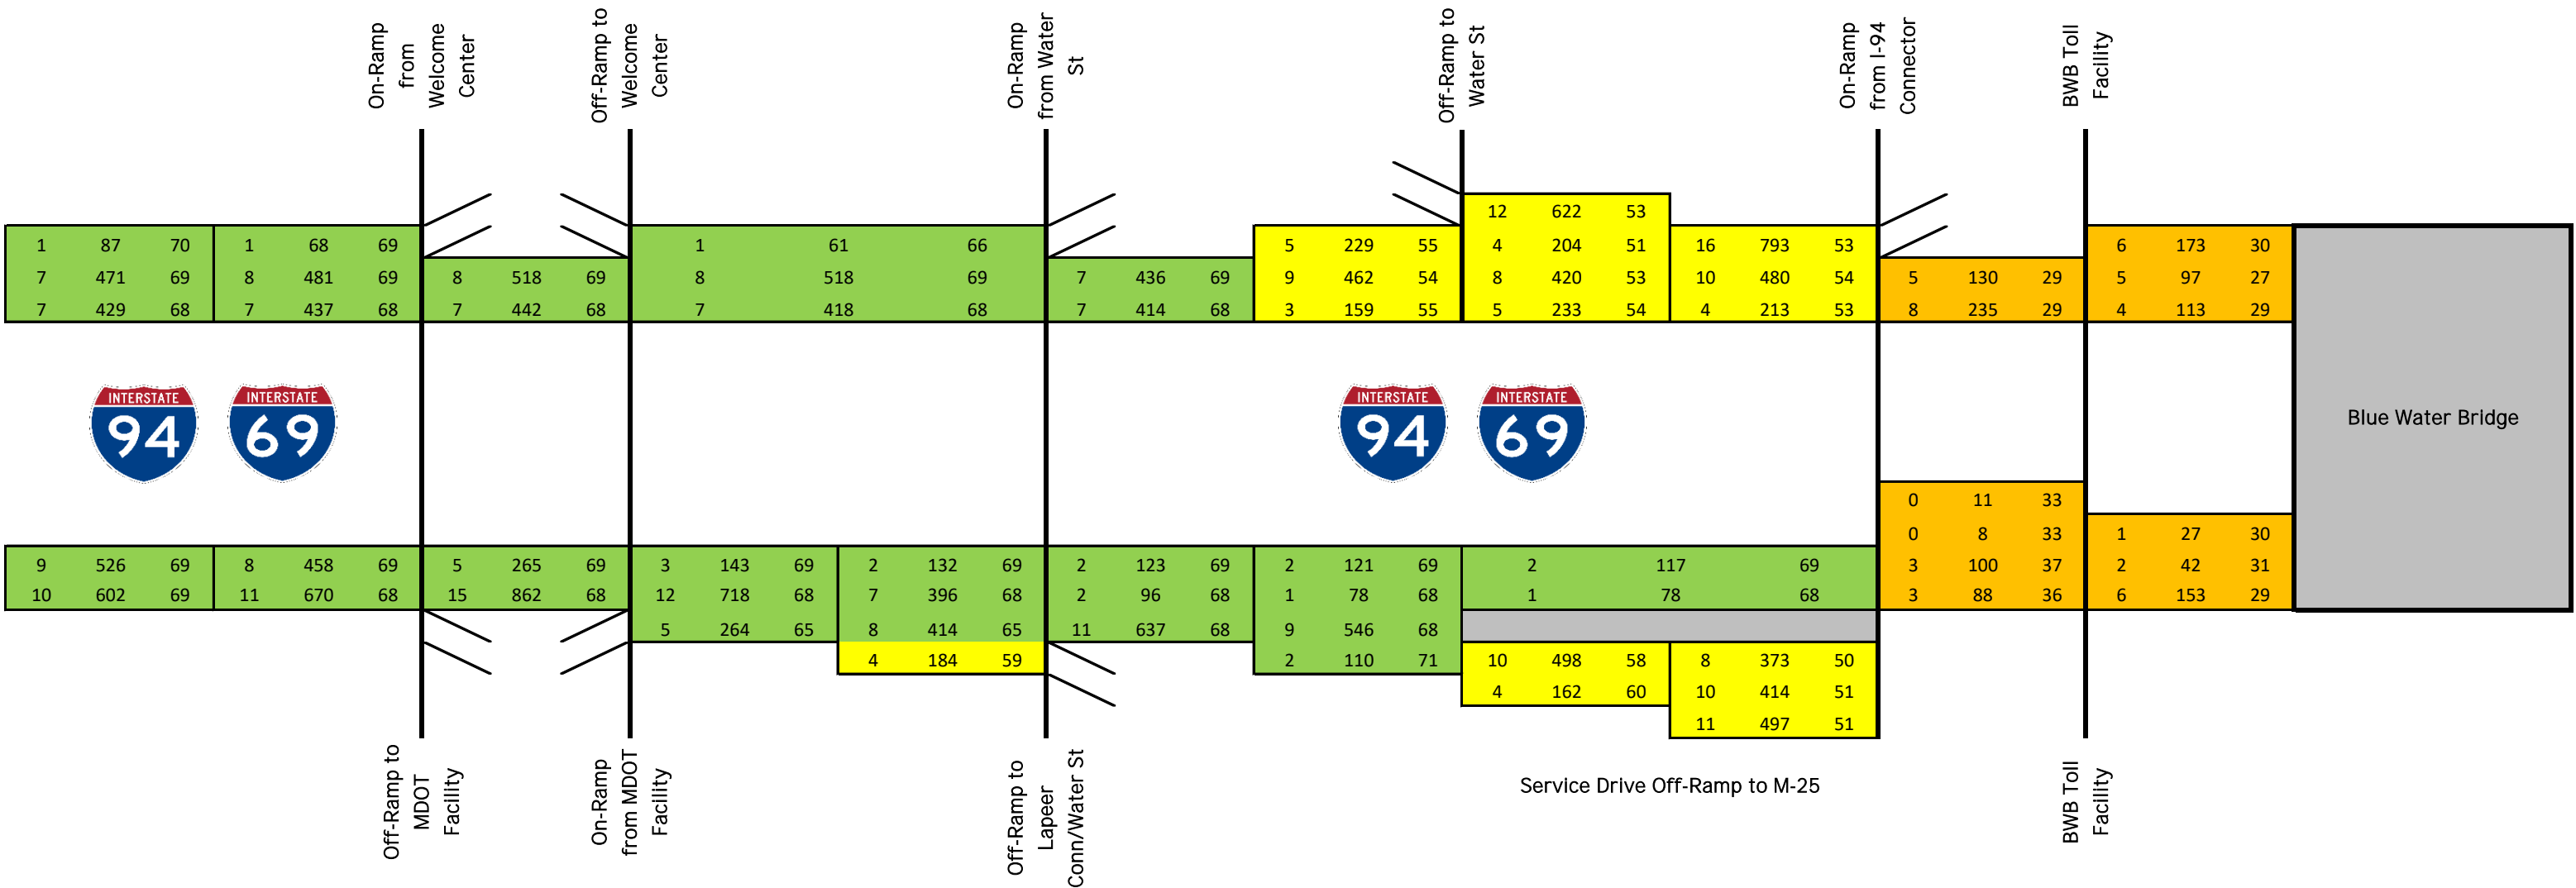 On-Ramp
from
Welcome
Center
Off-Ramp to
Welcome
Center
On-Ramp
from Water
St
Off-Ramp to
Water St
On-Ramp
from I-94
Connector
BWB Toll
Facility
12 622 53
1 87 70 1 68 69 1 61 66 5 229 55 4 204 51 16 793 53 6 173 30
7 471 69 8 481 69 8 518 69 8 518 69 7 436 69 9 462 54 8 420 53 10 480 54 5 130 29 5 97 27
7 429 68 7 437 68 7 442 68 7 418 68 7 414 68 3 159 55 5 233 54 4 213 53 8 235 29 4 113 29
INTERSTATE
94
INTERSTATE
69
INTERSTATE
94
INTERSTATE
69
Blue Water Bridge
0 11 33
0 8 33 1 27 30
9 526 69 8 458 69 5 265 69 3 143 69 2 132 69 2 123 69 2 121 69 2 117 69 3 100 37 2 42 31
10 602 69 11 670 68 15 862 68 12 718 68 7 396 68 2 96 68 1 78 68 1 78 68 3 88 36 6 153 29
5 264 65 8 414 65 11 637 68 9 546 68
4 184 59 2 110 71 10 498 58 8 373 50
4 162 60 10 414 51
11 497 51
Off-Ramp to
MDOT
Facility
On-Ramp
from MDOT
Facility
Off-Ramp to
Lapeer
Conn/Water St
Service Drive Off-Ramp to M-25
BWB Toll
Facility